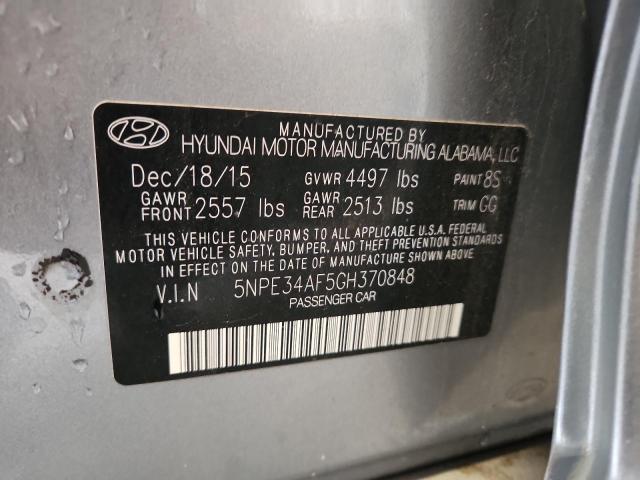 MANUFACTURED BY
HYUNDAI MOTOR MANUFACTURING ALABAMA, LLC
Dec/18/15 GVWR 4497 lbs PAINT 8S
GAWR FRONT 2557 lbs GAWR REAR 2513 lbs TRIM GG
THIS VEHICLE CONFORMS TO ALL APPLICABLE U.S.A. FEDERAL
MOTOR VEHICLE SAFETY, BUMPER, AND THEFT PREVENTION STANDARDS
IN EFFECT ON THE DATE OF MANUFACTURE SHOWN ABOVE.
V.I.N 5NPE34AF5GH370848
PASSENGER CAR